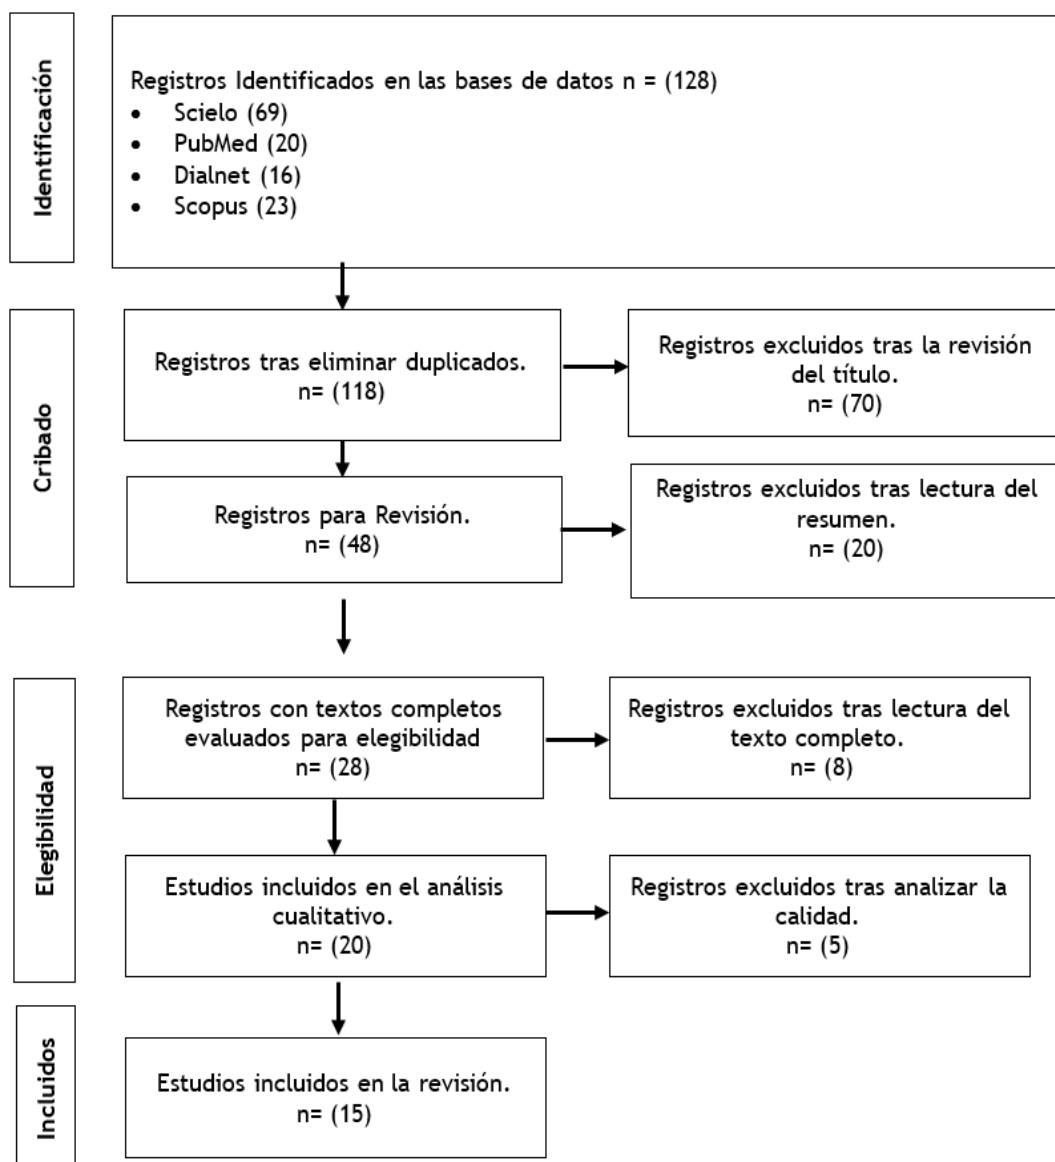 Identificación
Registros Identificados en las bases de datos n = (128)
• Scielo (69)
• PubMed (20)
• Dialnet (16)
• Scopus (23)
Cribado
Registros tras eliminar duplicados.
n= (118)
Registros excluidos tras la revisión
del título.
n= (70)
Registros para Revisión.
n= (48)
Registros excluidos tras lectura del
resumen.
n= (20)
Elegibilidad
Registros con textos completos
evaluados para elegibilidad
n= (28)
Registros excluidos tras lectura del
texto completo.
n= (8)
Estudios incluidos en el análisis
cualitativo.
n= (20)
Registros excluidos tras analizar la
calidad.
n= (5)
Incluidos
Estudios incluidos en la revisión.
n= (15)